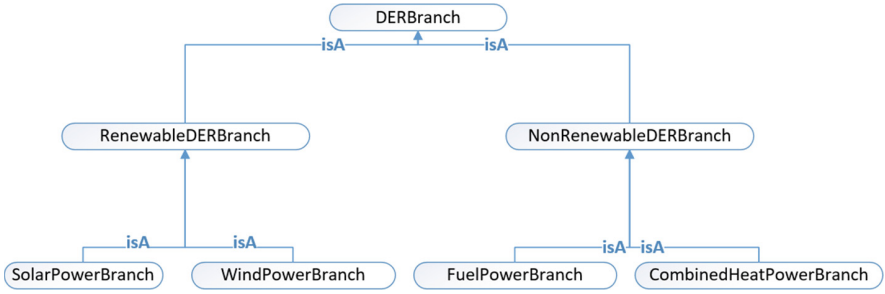 DERBranch
isA isA
RenewableDERBranch NonRenewableDERBranch
isA isA isA isA
SolarPowerBranch WindPowerBranch FuelPowerBranch CombinedHeatPowerBranch